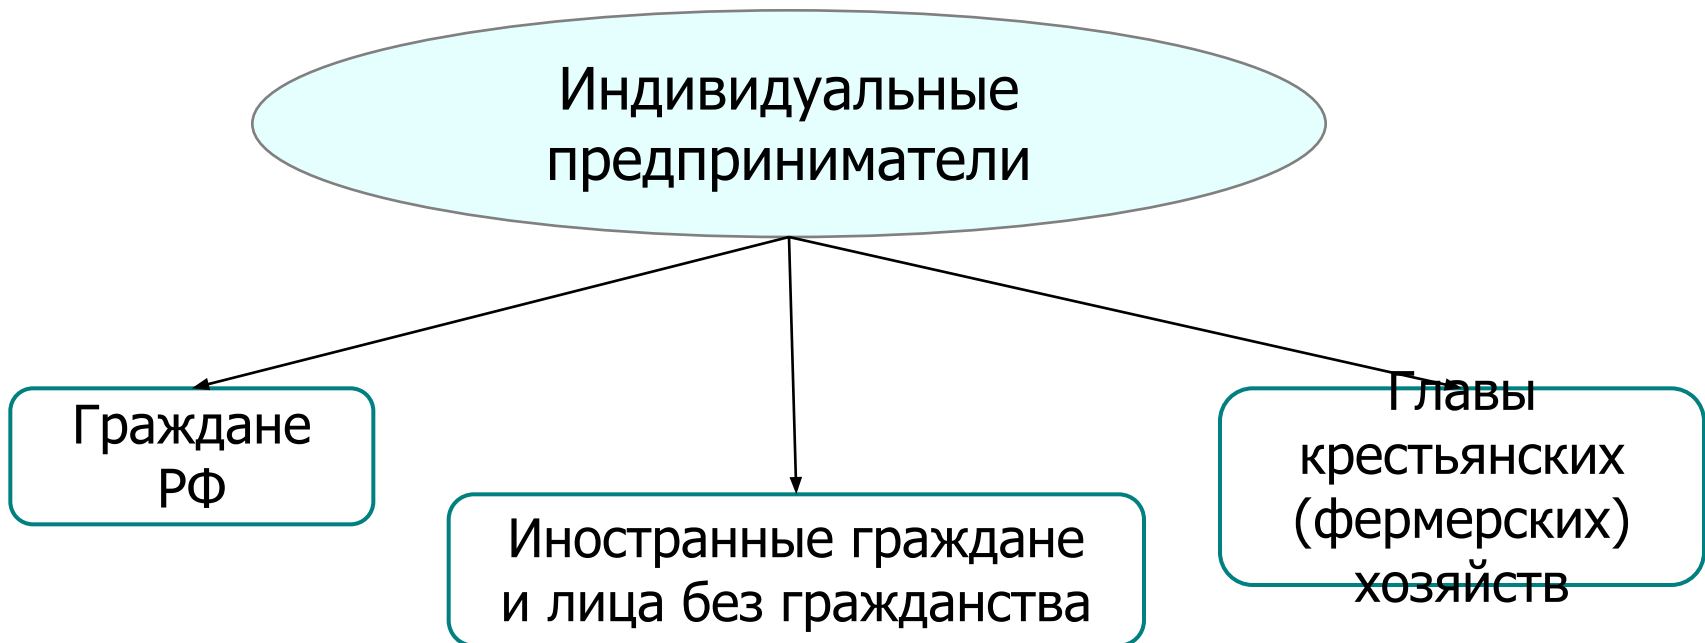 Индивидуальные
предприниматели
Граждане
РФ
Иностранные граждане
и лица без гражданства
Главы
крестьянских
(фермерских)
хозяйств